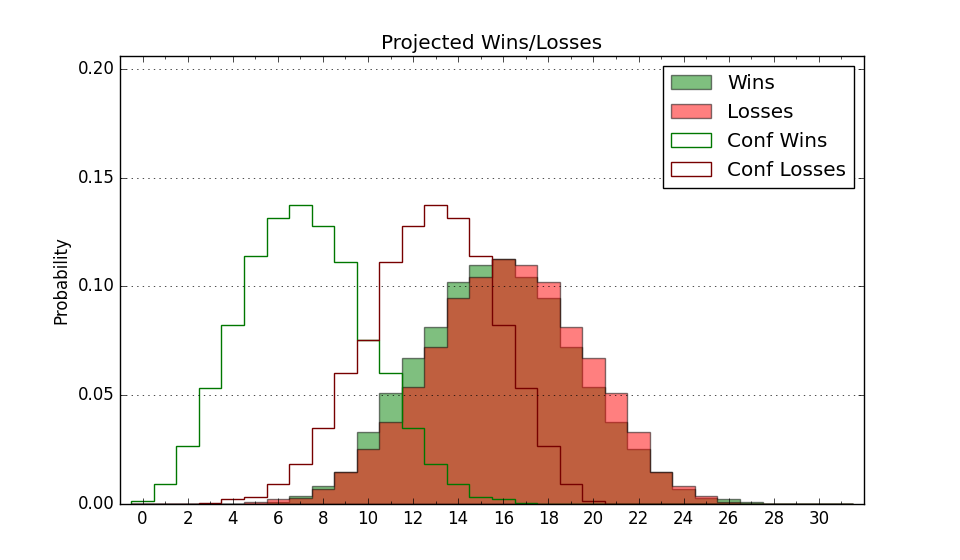 Projected Wins/Losses
0.20
0.15
0.10
0.05
0.00
Probability
Wins
Losses
Conf Wins
Conf Losses
0 2 4 6 8 10 12 14 16 18 20 22 24 26 28 30